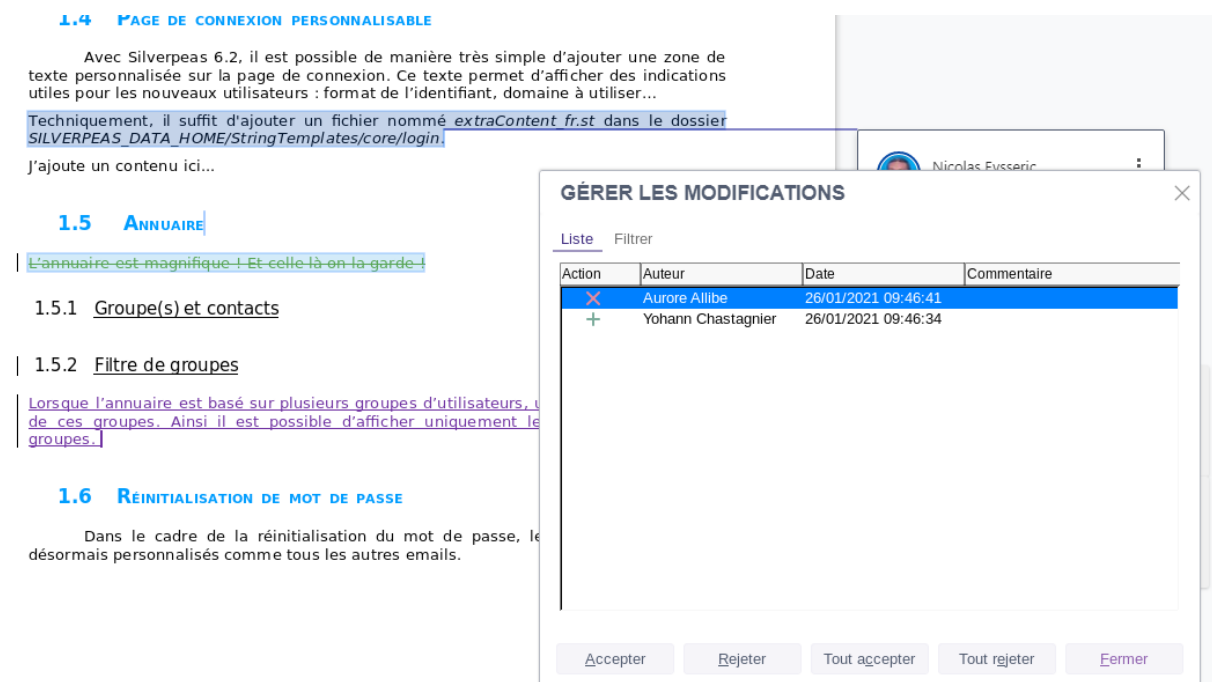 1.4 PAGE DE CONNEXION PERSONNALISABLE
Avec Silverpeas 6.2, il est possible de manière très simple d'ajouter une zone de
texte personnalisée sur la page de connexion. Ce texte permet d'afficher des indications
utiles pour les nouveaux utilisateurs : format de l'identifiant, domaine à utiliser…
Techniquement, il suffit d'ajouter un fichier nommé extraContent_fr.st dans le dossier
SILVERPEAS_DATA_HOME/StringTemplates/core/login.
J'ajoute un contenu ici…
1.5 ANNUAIRE
L'annuaire est magnifique ! Et celle là on la garde !
1.5.1 Groupe(s) et contacts
1.5.2 Filtre de groupes
Lorsque l'annuaire est basé sur plusieurs groupes d'utilisateurs,
de ces groupes. Ainsi il est possible d'afficher uniquement le
groupes.
1.6 RÉINITIALISATION DE MOT DE PASSE
Dans le cadre de la réinitialisation du mot de passe, le
désormais personnalisés comme tous les autres emails.
Nicolas Eysseric
GÉRER LES MODIFICATIONS
Liste Filtrer
Action Auteur Date Commentaire
Aurore Allibe 26/01/2021 09:46:41
Yohann Chastagnier 26/01/2021 09:46:34
Accepter Rejeter Tout accepter Tout rejeter Fermer